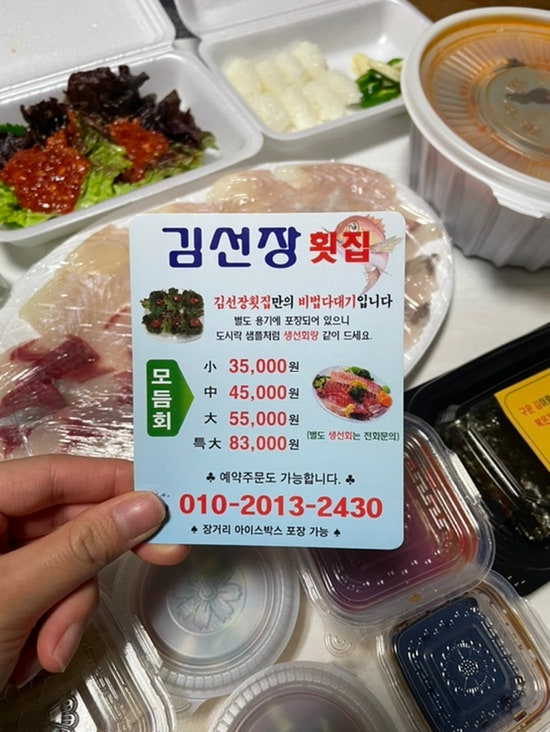 김선장 횟집
김선장횟집만의 비법다대기입니다
별도 용기에 포장되어 있으니
도시락 샘플처럼 생선회랑 같이 드세요.
모듬회
小 35,000원
中 45,000원
大 55,000원
特大 83,000원
(별도 생선회는 전화문의)
♣ 예약주문도 가능합니다. ♣
010-2013-2430
♠ 장거리 아이스박스 포장 가능 ♠
구운